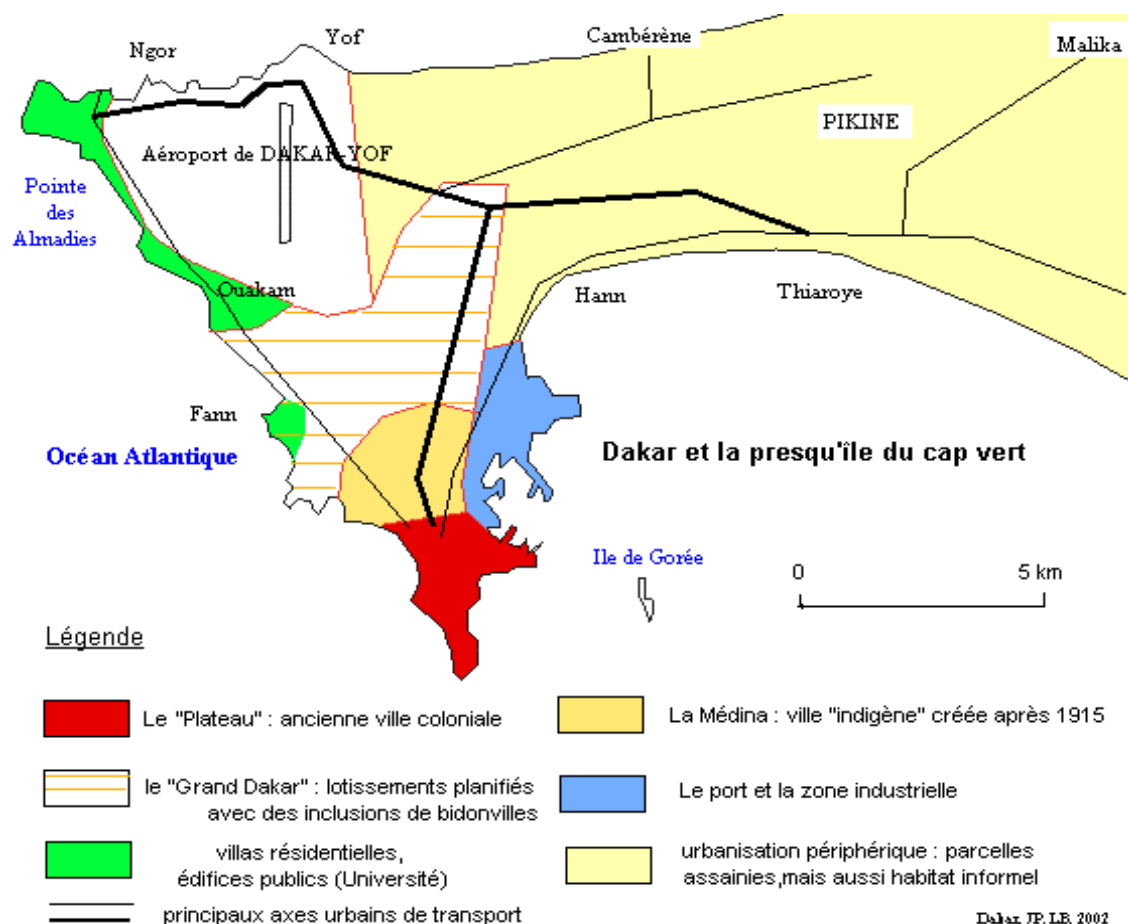 Ngor
Yof
Cambérène
Malika
PIKINE
Aéroport de DAKAR-YOF
Pointe
des
Almadies
Ouakam
Hann
Thiaroye
Fann
Océan Atlantique
Dakar et la presqu'île du cap vert
Ile de Gorée
0
5 km
Légende
Le "Plateau" : ancienne ville coloniale
La Médina : ville "indigène" créée après 1915
le "Grand Dakar" : lotissements planifiés
avec des inclusions de bidonvilles
Le port et la zone industrielle
villas résidentielles,
édifices publics (Université)
urbanisation périphérique : parcelles
assainies,mais aussi habitat informel
principaux axes urbains de transport
Dakar JP. LB. 2002